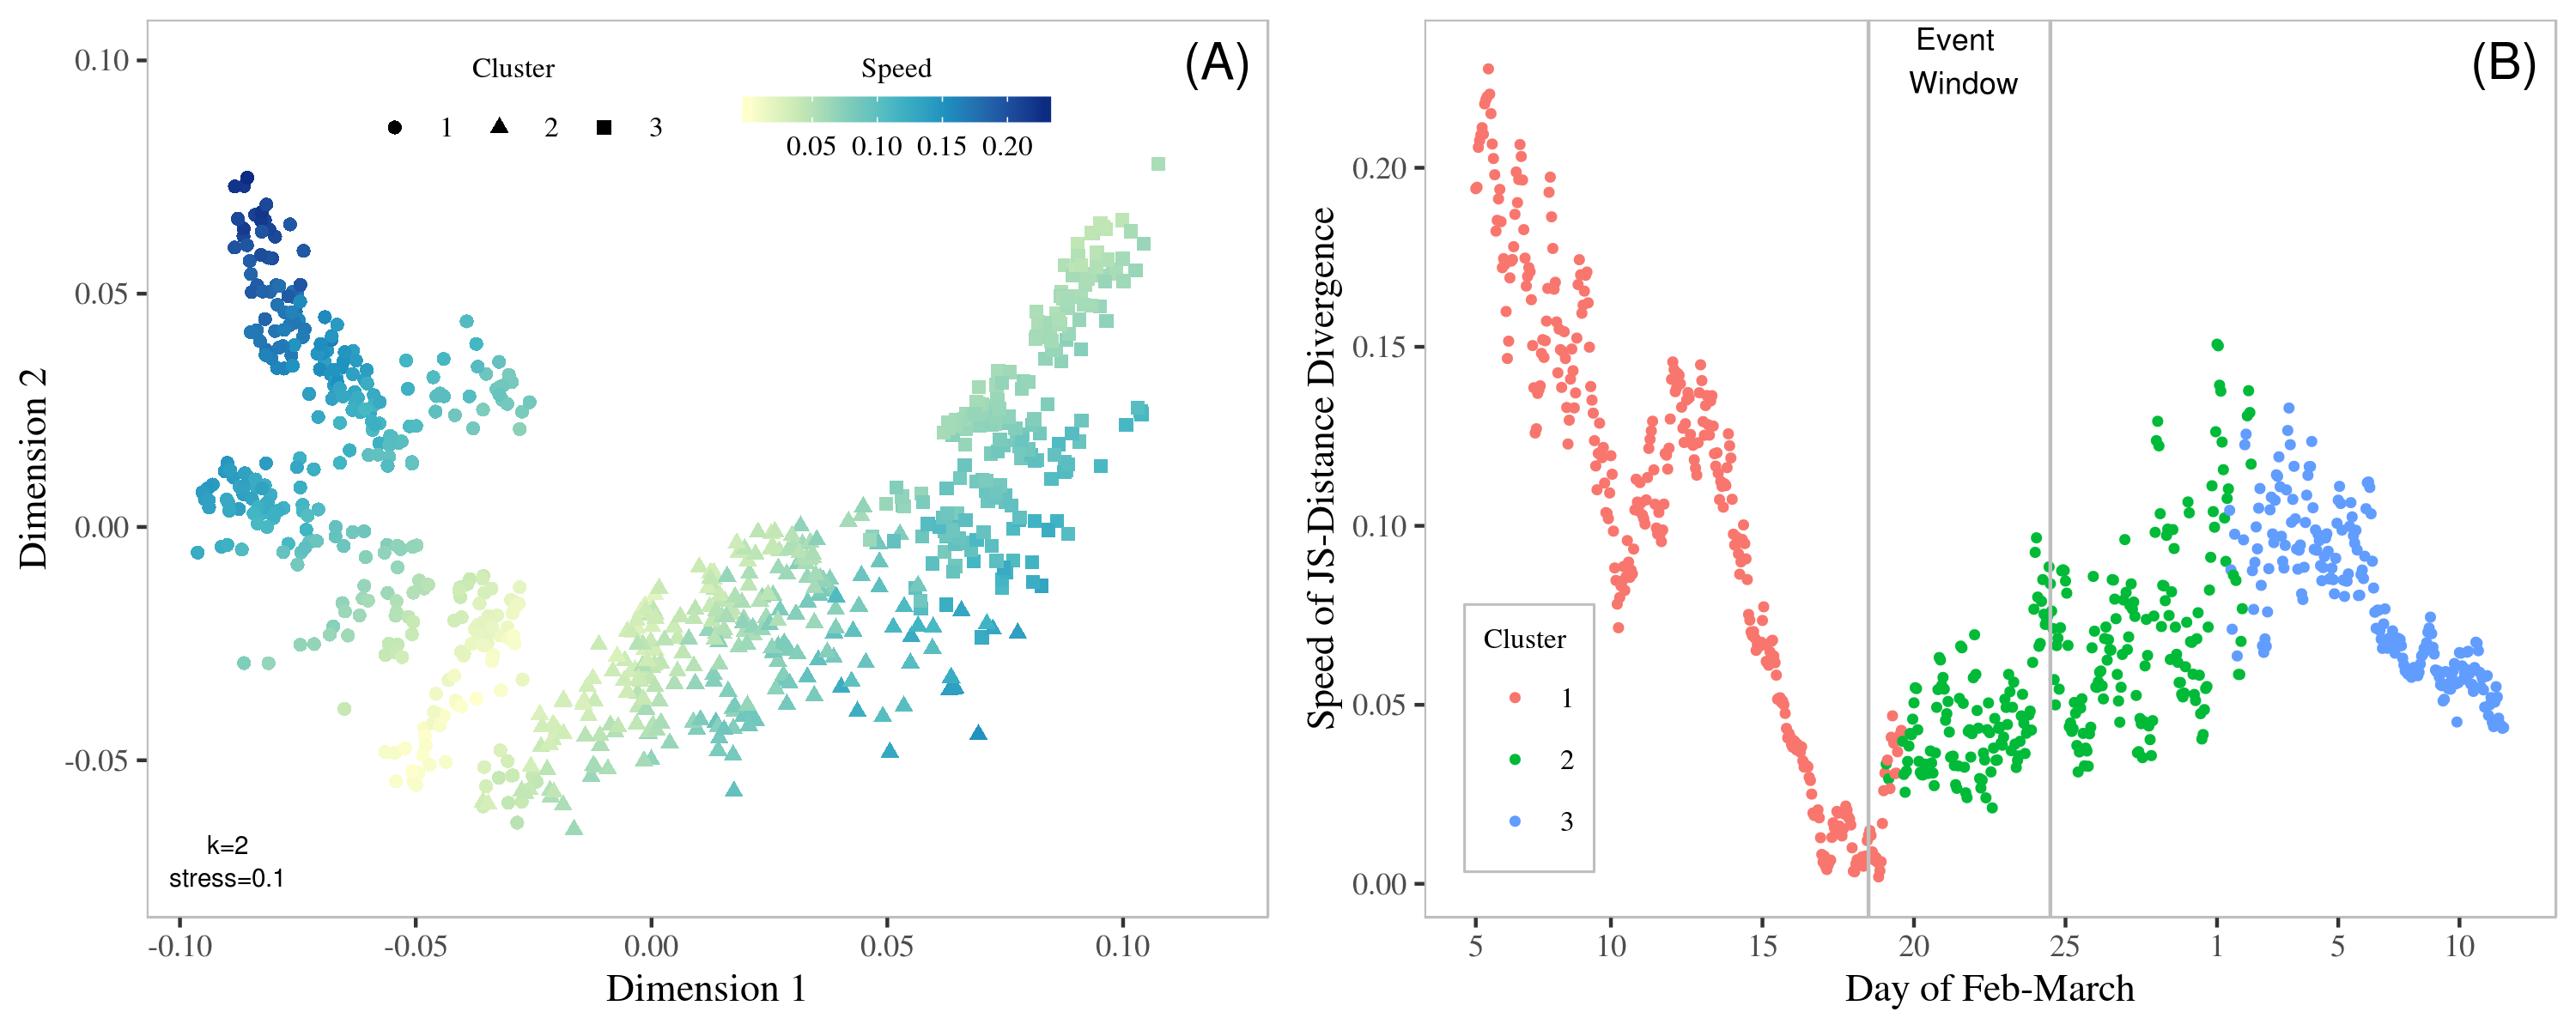 (A)
Cluster
1
2
3
Speed
0.05 0.10 0.15 0.20
0.10
0.05
0.00
-0.05
Dimension 2
k=2
stress=0.1
-0.10
-0.05
0.00
0.05
0.10
Dimension 1
(B)
Event
Window
0.20
0.15
0.10
0.05
0.00
Speed of JS-Distance Divergence
Cluster
1
2
3
5
10
15
20
25
1
5
10
Day of Feb-March